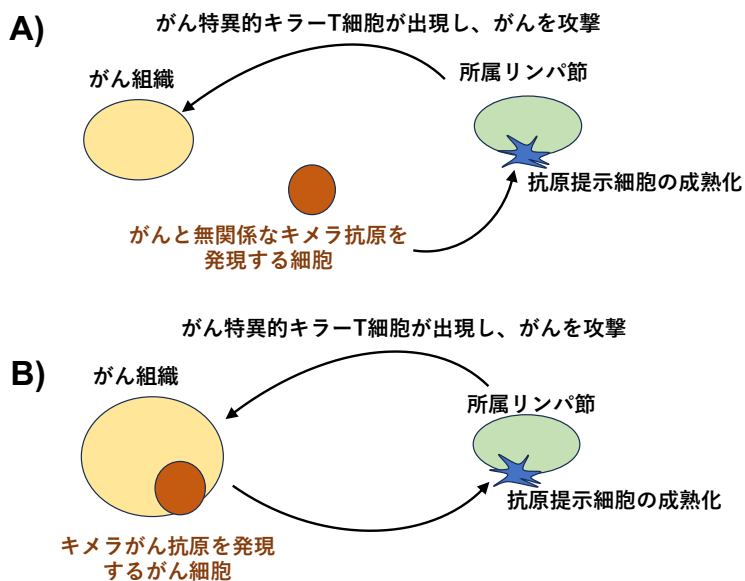 A)
がん特異的キラーT細胞が出現し、がんを攻撃
がん組織
所属リンパ節
抗原提示細胞の成熟化
がんと無関係なキメラ抗原を
発現する細胞
がん特異的キラーT細胞が出現し、がんを攻撃
B)
がん組織
所属リンパ節
抗原提示細胞の成熟化
キメラがん抗原を発現
するがん細胞